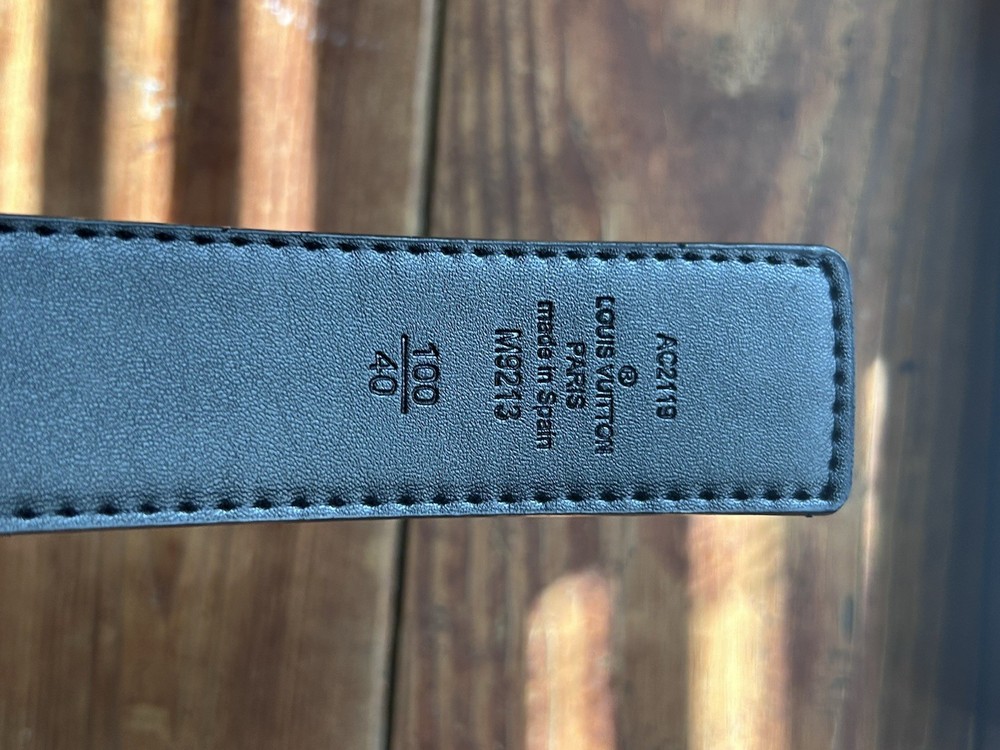 AC2119
LOUIS VUITTON
®
PARIS
made in Spain
M9213
100
40